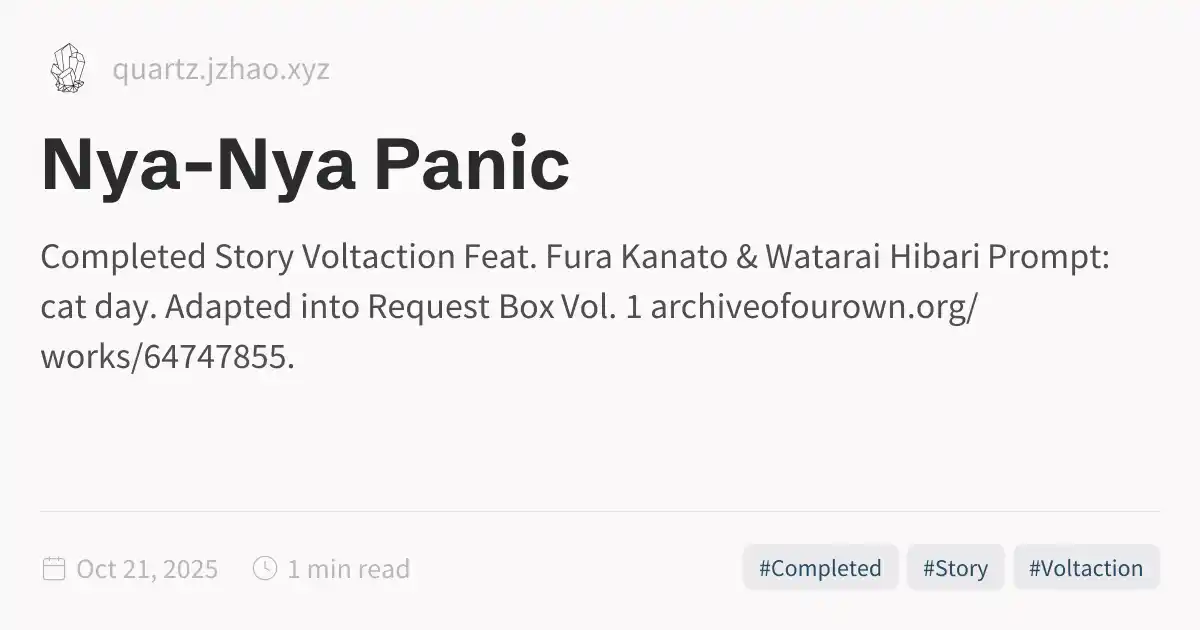 quartz.jzhao.xyz
Nya-Nya Panic
Completed Story Voltaction Feat. Fura Kanato & Watarai Hibari Prompt:
cat day. Adapted into Request Box Vol. 1 archiveofourown.org/
works/64747855.
Oct 21, 2025 1 min read #Completed #Story #Voltaction